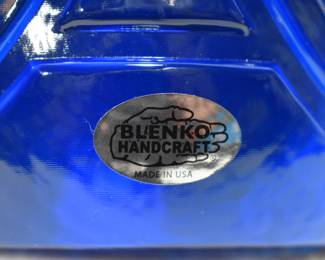 BLENKO
HANDCRAFT
®
MADE IN USA